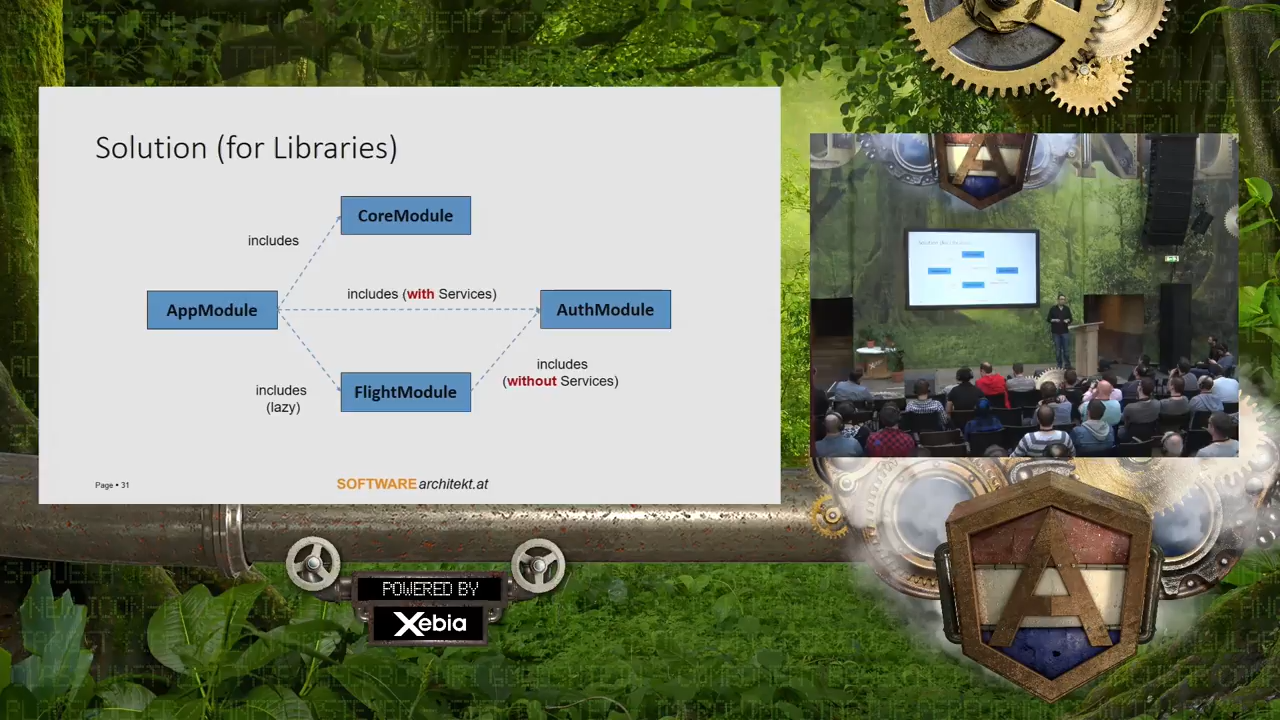 Solution (for Libraries)
CoreModule
includes
includes (with Services)
AppModule
AuthModule
includes
(without Services)
includes
(lazy)
FlightModule
Page • 31
SOFTWAREarchitekt.at
POWERED BY
Xebia
A